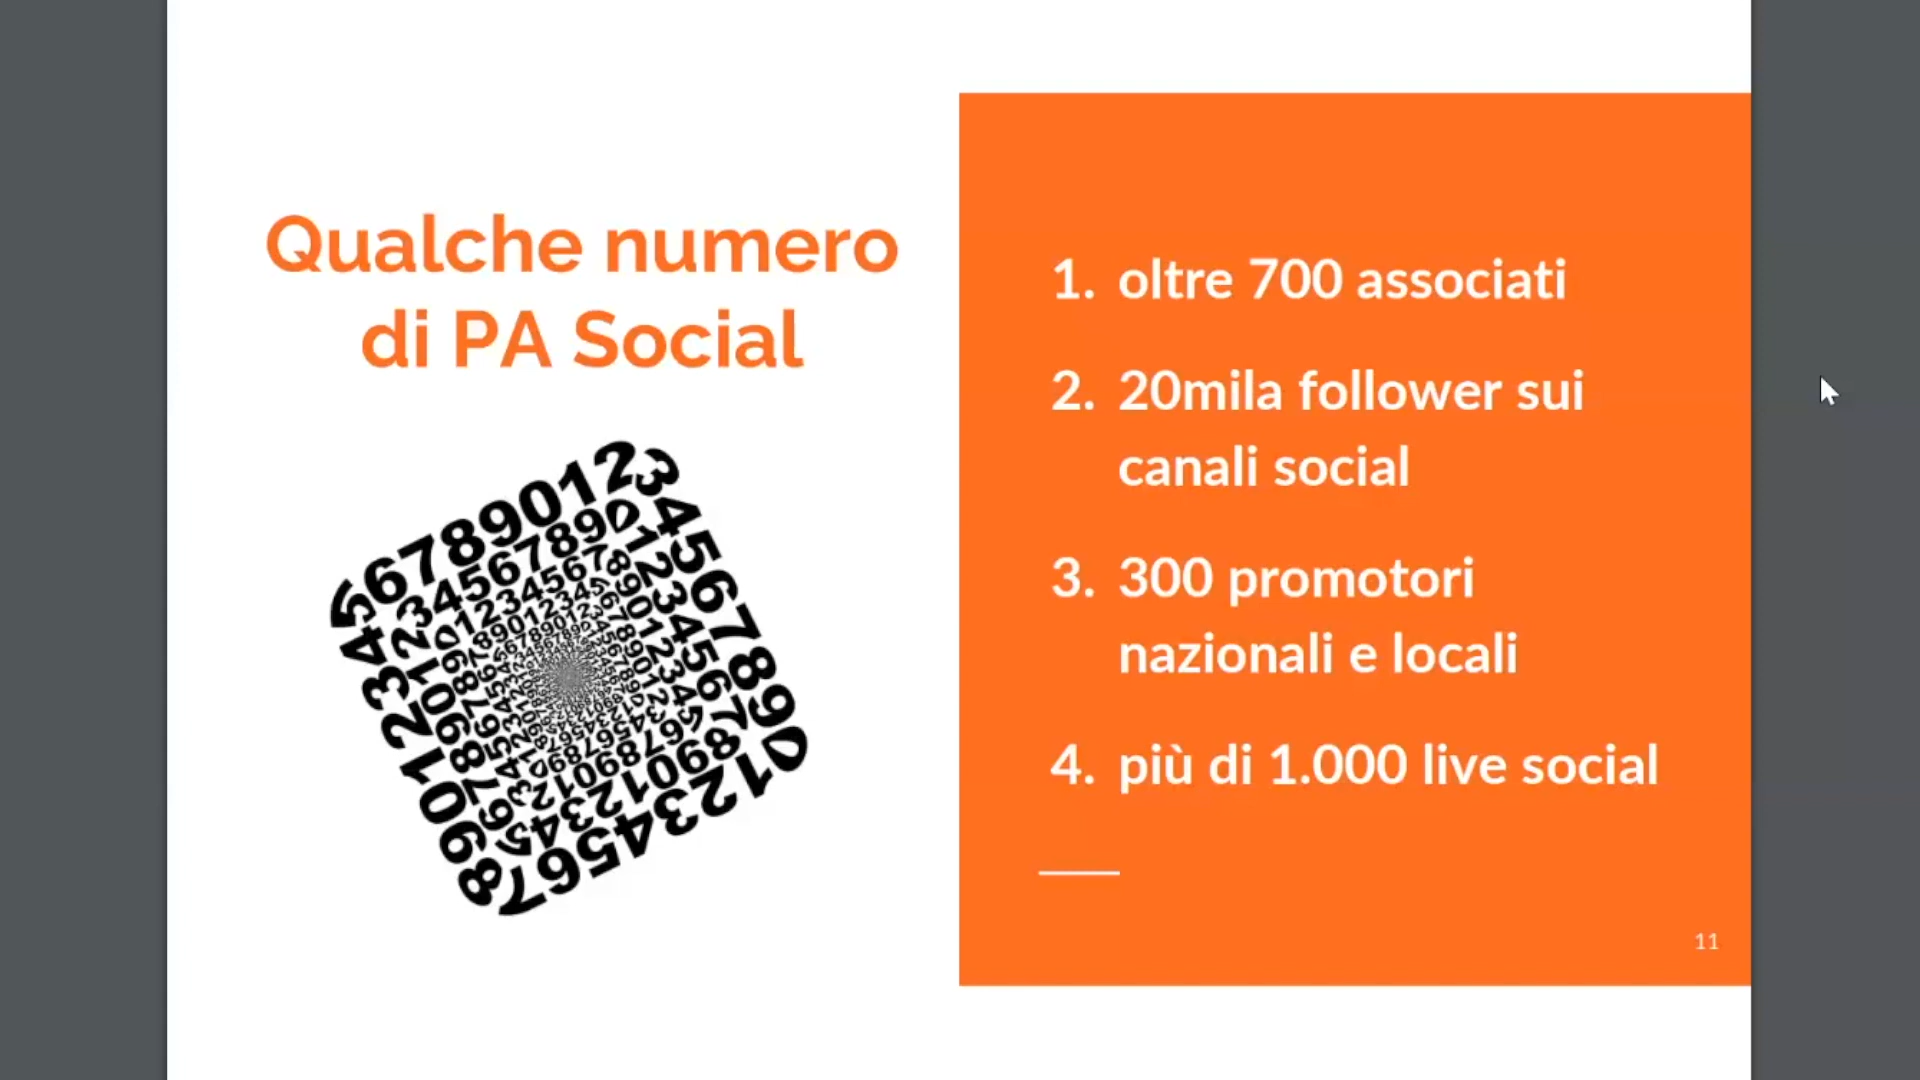 Qualche numero
di PA Social
1. oltre 700 associati
2. 20mila follower sui
canali social
3. 300 promotori
nazionali e locali
4. più di 1.000 live social
11